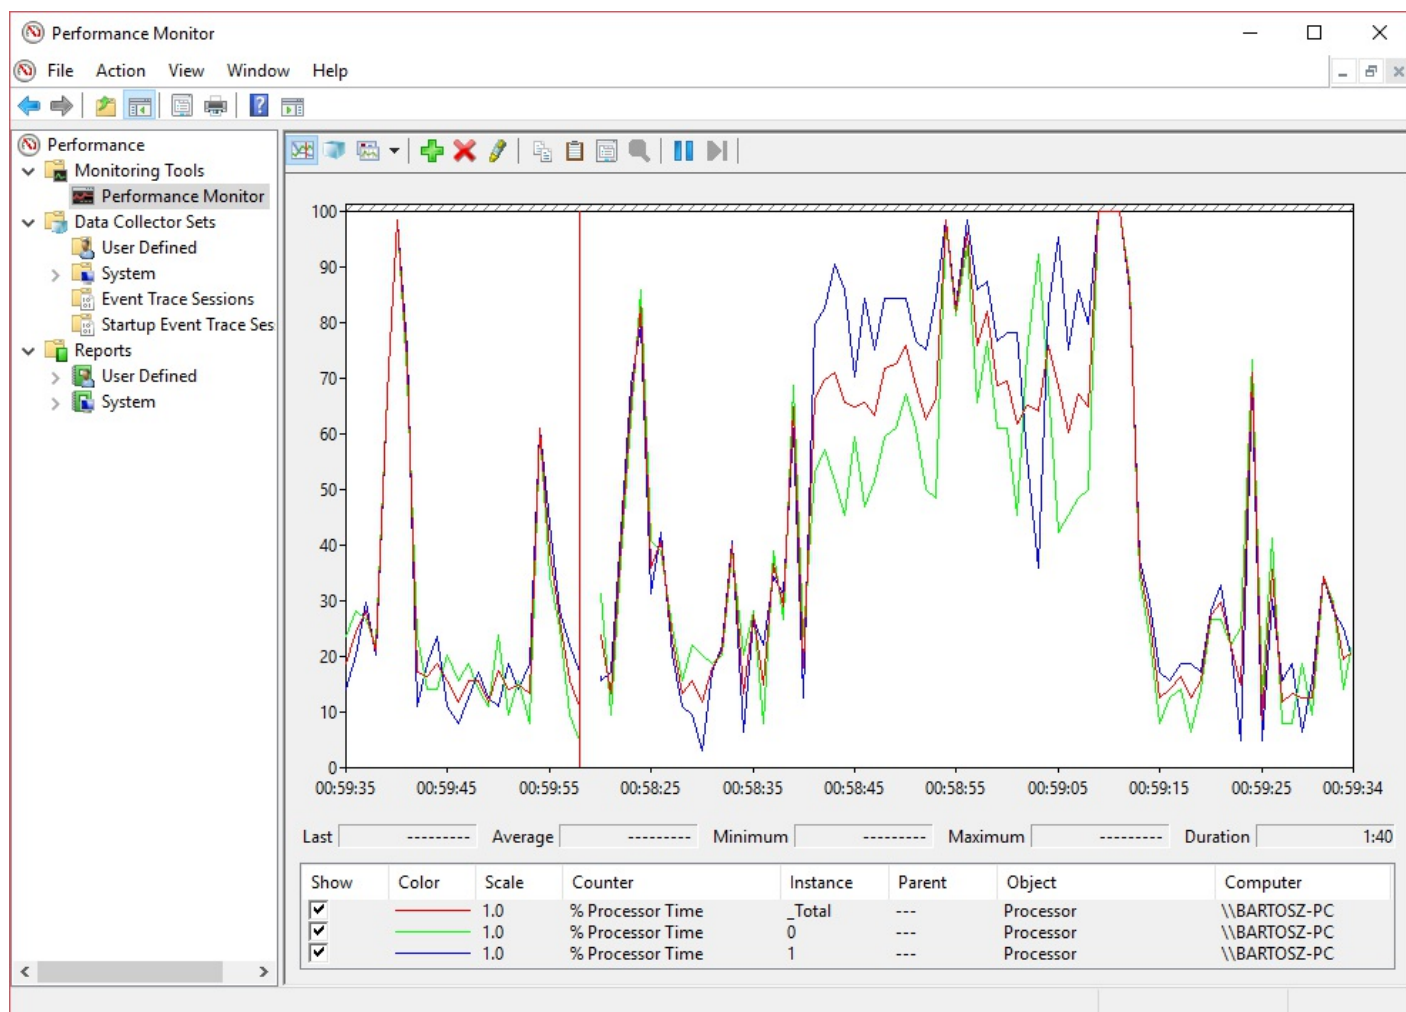 Performance Monitor
File Action View Window Help
Performance
Monitoring Tools
Performance Monitor
Data Collector Sets
User Defined
System
Event Trace Sessions
Startup Event Trace Ses
Reports
User Defined
System
100
90
80
70
60
50
40
30
20
10
0
00:59:35 00:59:45 00:59:55 00:58:25 00:58:35 00:58:45 00:58:55 00:59:05 00:59:15 00:59:25 00:59:34
Last --------- Average --------- Minimum --------- Maximum --------- Duration 1:40
Show Color Scale Counter Instance Parent Object Computer
1.0 % Processor Time _Total --- Processor \\BARTOSZ-PC
1.0 % Processor Time 0 --- Processor \\BARTOSZ-PC
1.0 % Processor Time 1 --- Processor \\BARTOSZ-PC